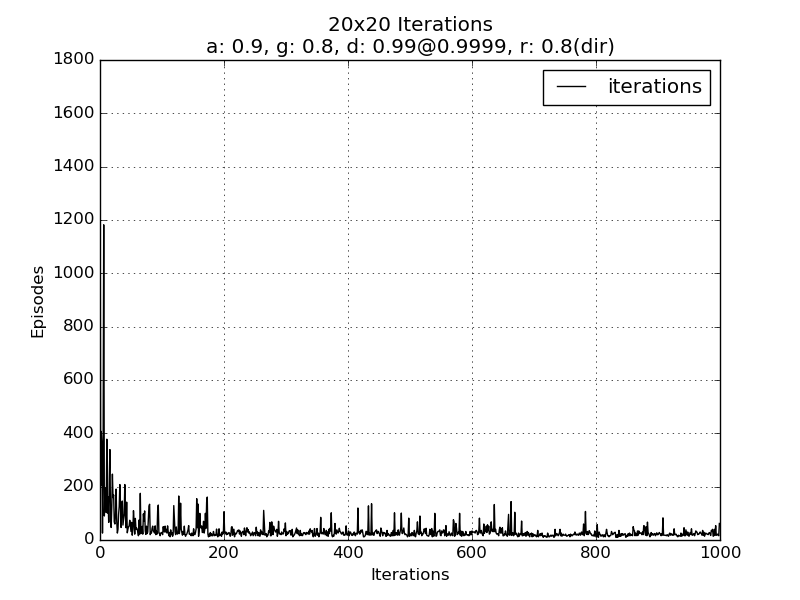 20x20 Iterations
a: 0.9, g: 0.8, d: 0.99@0.9999, r: 0.8(dir)
iterations
1800
1600
1400
1200
1000
800
600
400
200
0
Episodes
0 200 400 600 800 1000
Iterations